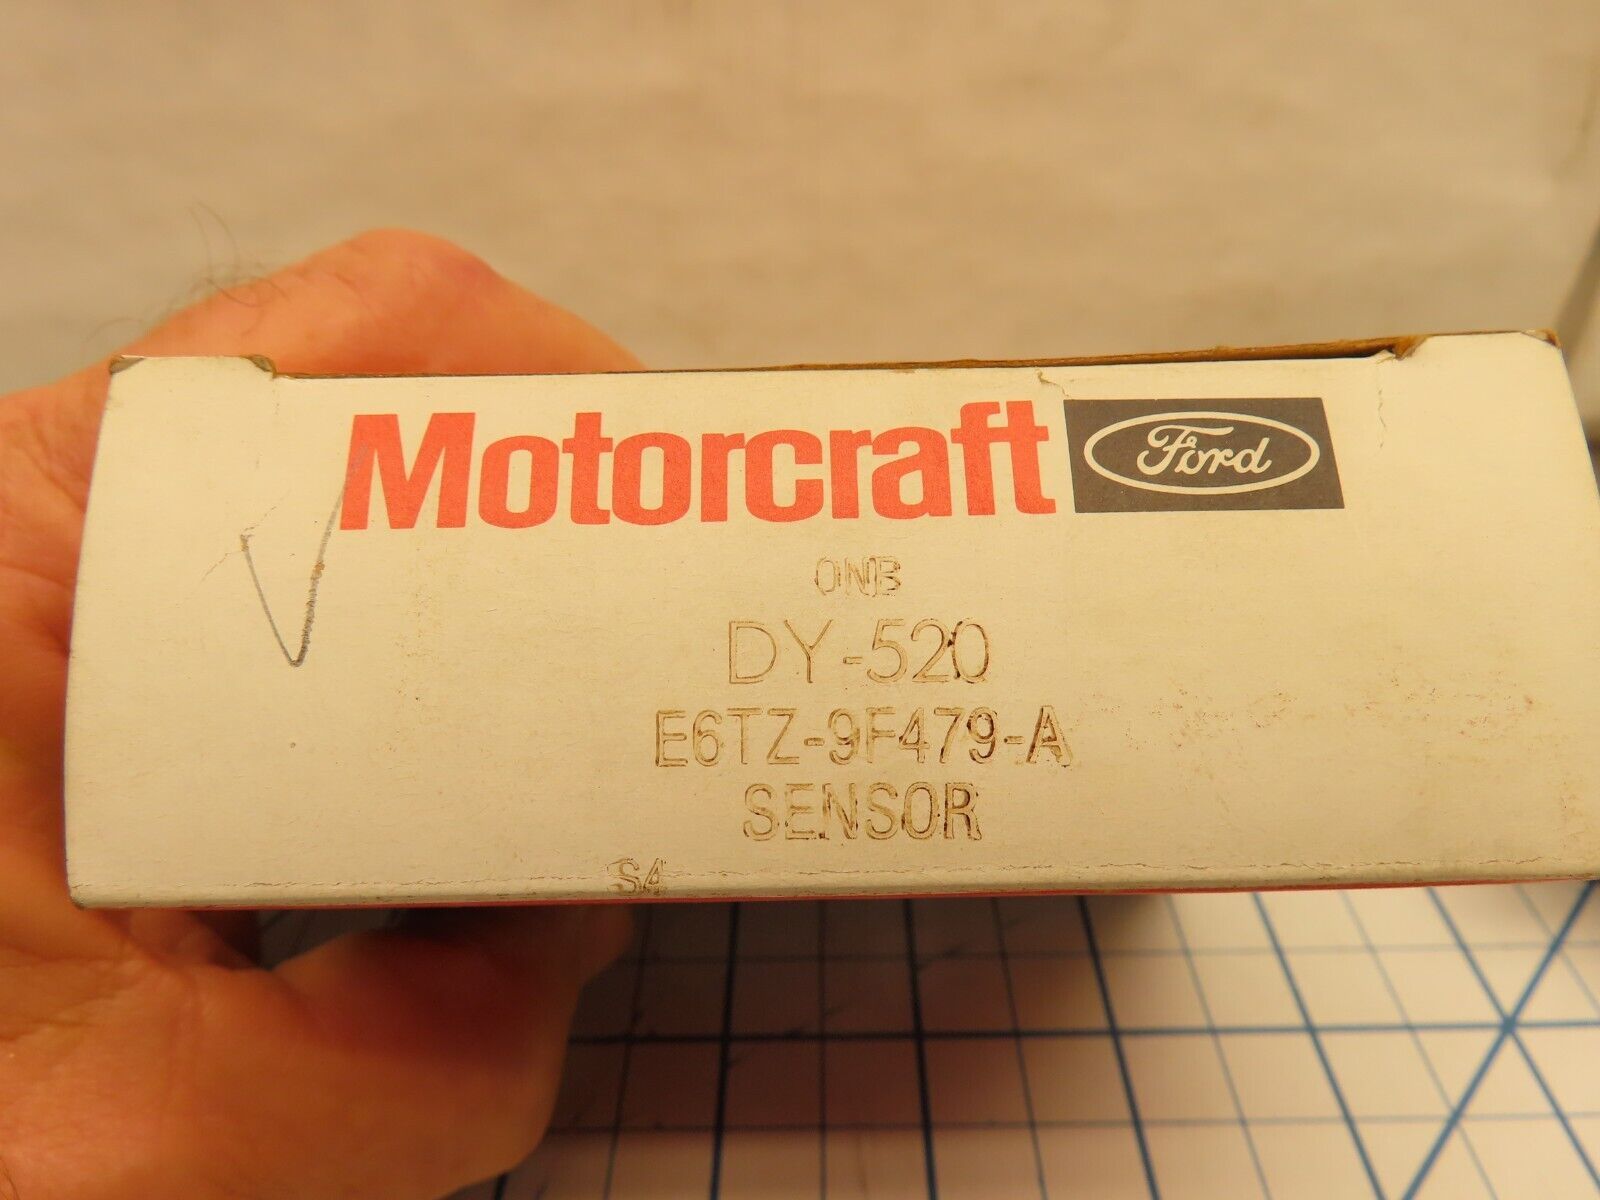 Motorcraft Ford
ONB
DY-520
E6TZ-9F479-A
SENSOR
S4